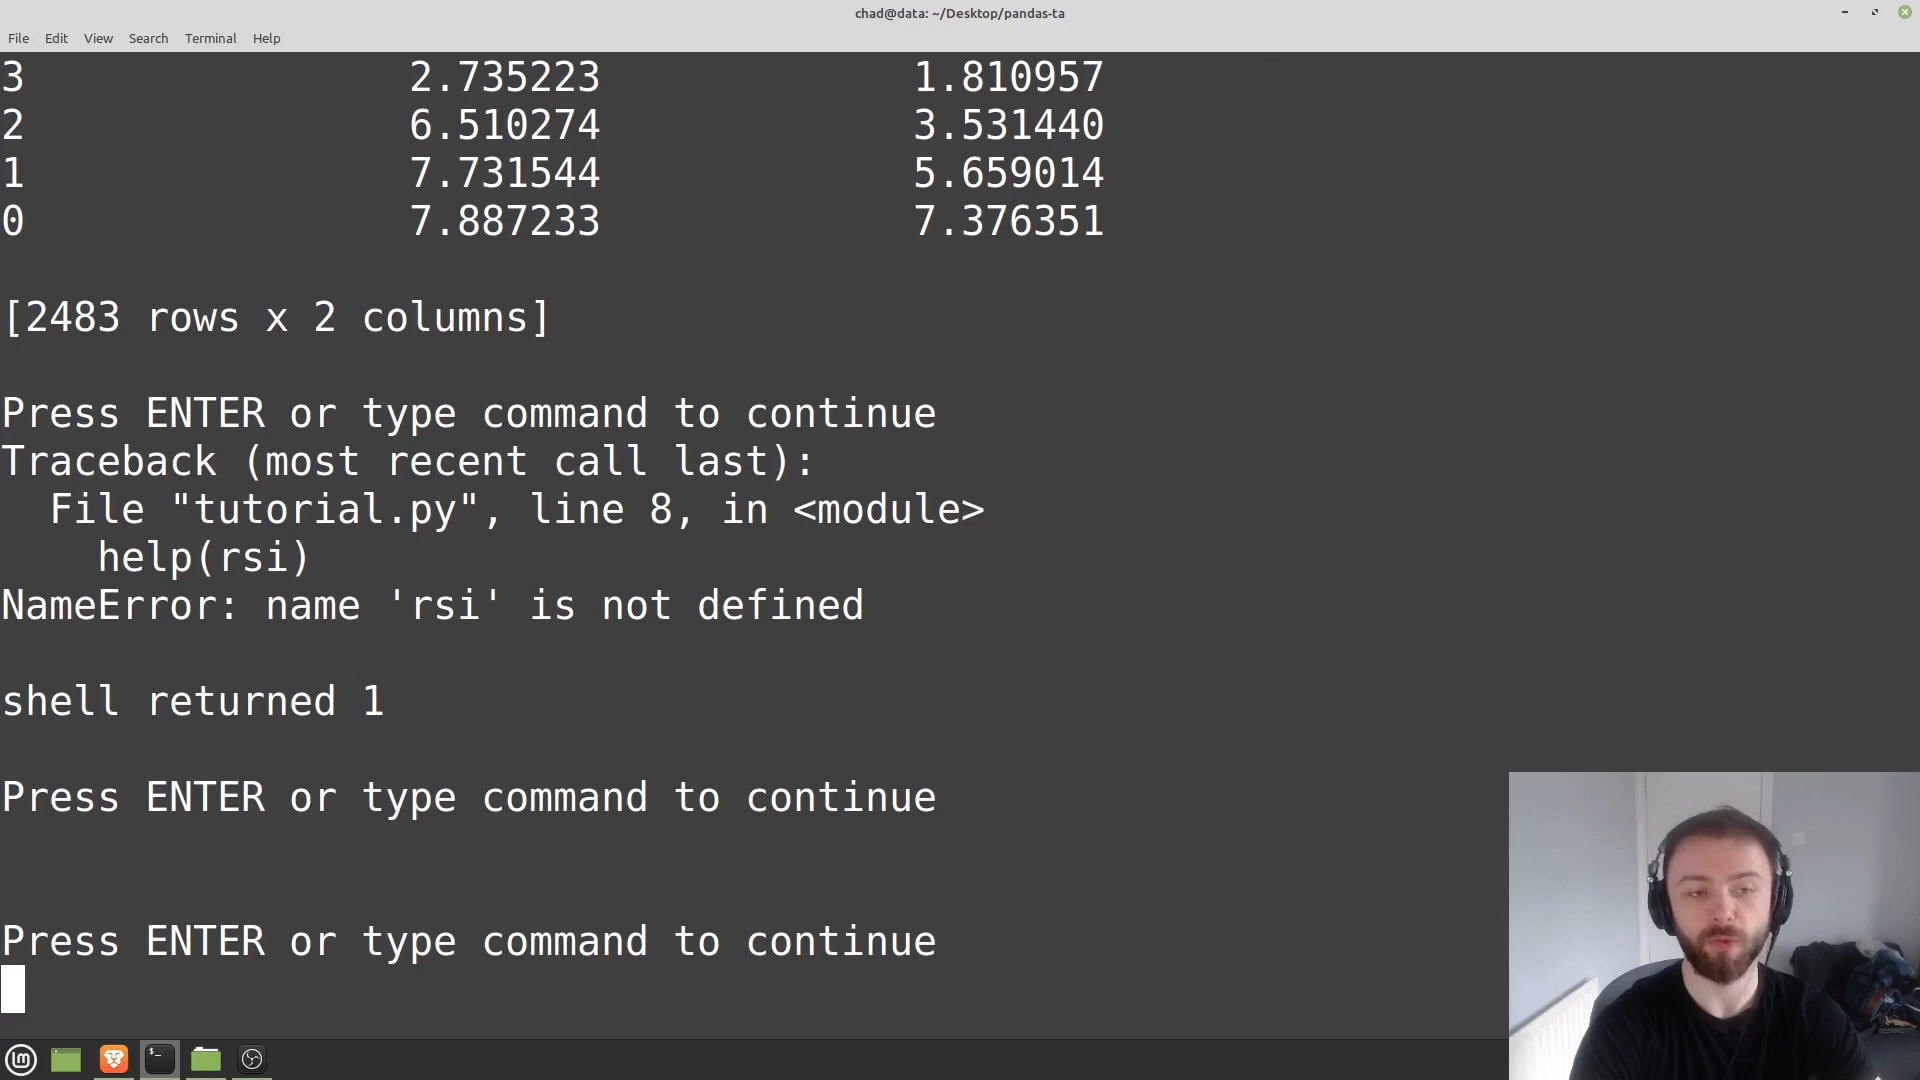 chad@data: ~/Desktop/pandas-ta
File Edit View Search Terminal Help
3 2.735223 1.810957
2 6.510274 3.531440
1 7.731544 5.659014
0 7.887233 7.376351
[2483 rows x 2 columns]
Press ENTER or type command to continue
Traceback (most recent call last):
File "tutorial.py", line 8, in <module>
help(rsi)
NameError: name 'rsi' is not defined
shell returned 1
Press ENTER or type command to continue
Press ENTER or type command to continue